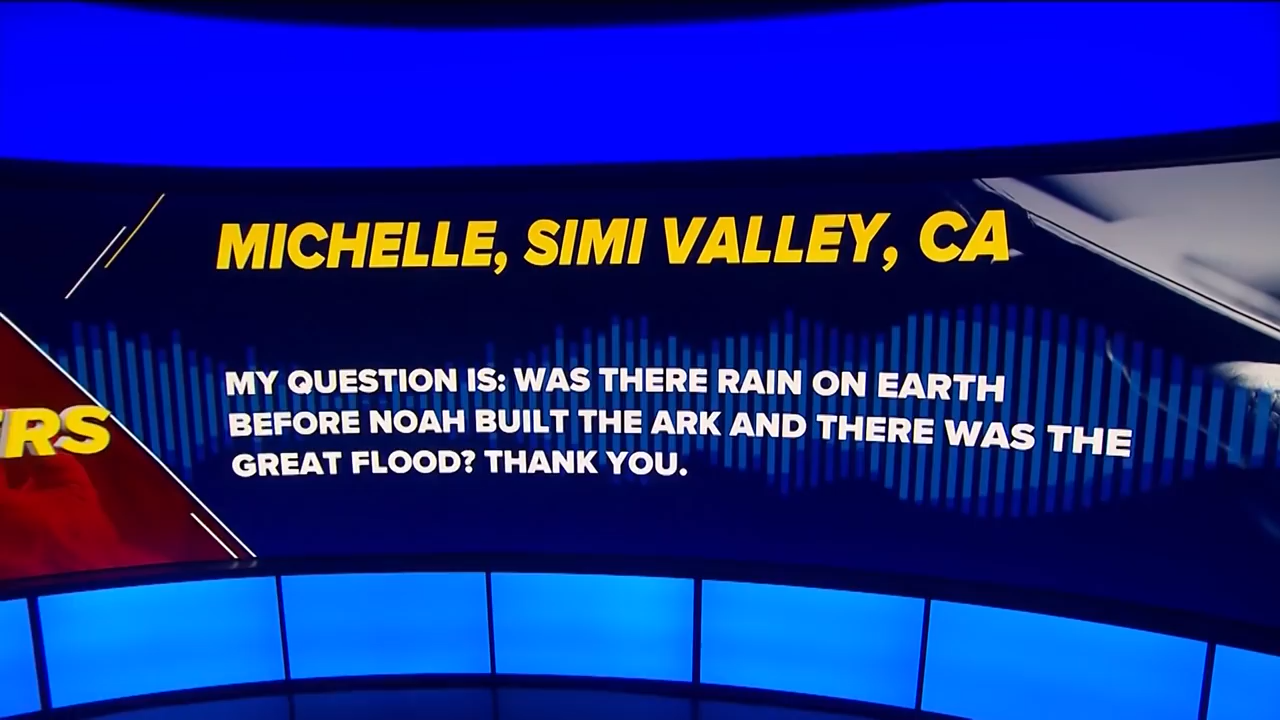 MICHELLE, SIMI VALLEY, CA
MY QUESTION IS: WAS THERE RAIN ON EARTH
BEFORE NOAH BUILT THE ARK AND THERE WAS THE
GREAT FLOOD? THANK YOU.